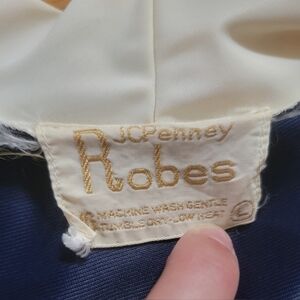 JCPenney
Robes
MACHINE WASH GENTLE
TUMBLE DRY-LOW HEAT